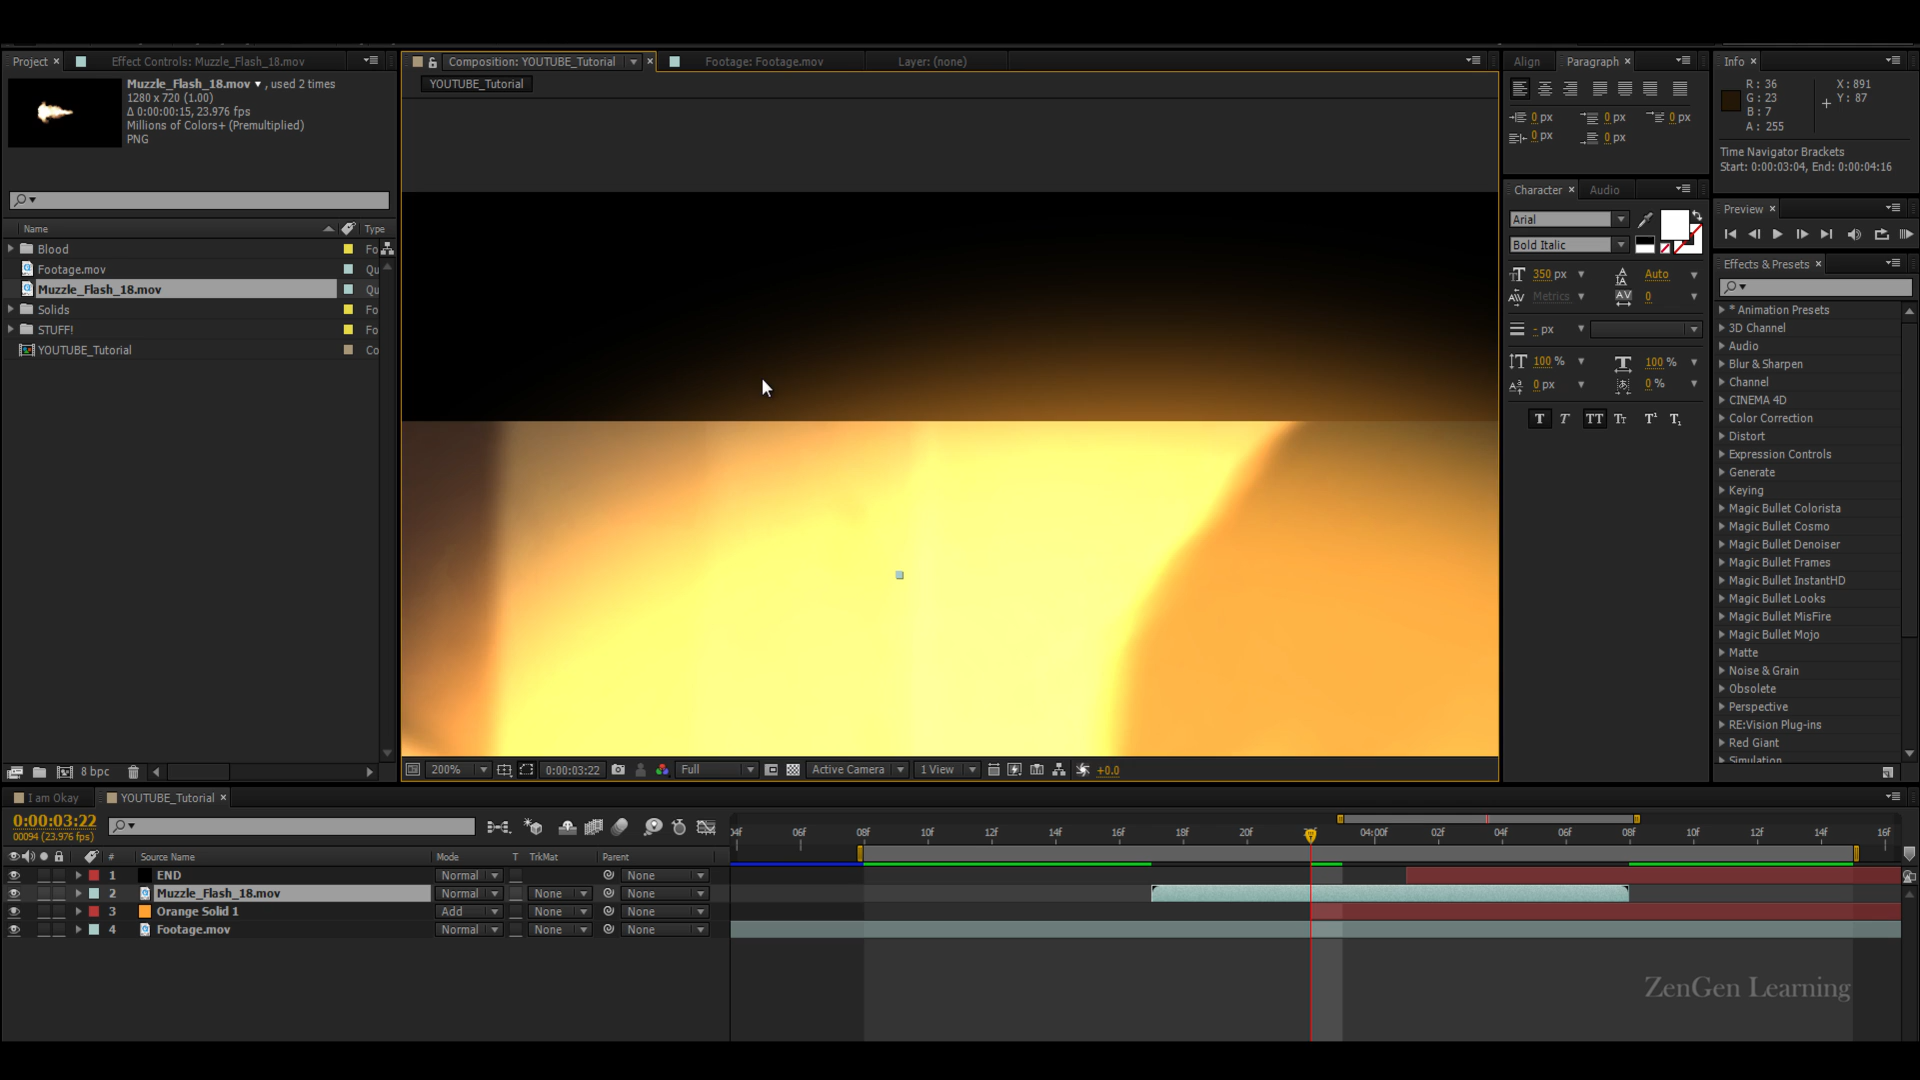 Project × Effect Controls: Muzzle_Flash_18.mov
Composition: YOUTUBE_Tutorial × Footage: Footage.mov Layer: (none)
Align Paragraph × Info ×
Muzzle_Flash_18.mov ▼ , used 2 times
1280 x 720 (1.00)
Δ 0:00:00:15, 23.976 fps)
Millions of Colors+ (Premultiplied)
PNG
YOUTUBE_Tutorial
0 px 0 px 0 px
0 px 0 px
R: 36 X: 891
G: 23 Y: 87
B: 7
A: 255
Time Navigator Brackets
Start: 0:00:03:04, End: 0:00:04:16
Name Type
Blood Fo
Footage.mov Qu
Muzzle_Flash_18.mov Qu
Solids Fo
STUFF! Fo
YOUTUBE_Tutorial Co
8 bpc
Character × Audio
Arial
Bold Italic
350 px Auto
Metrics 0
- px
100 % 100 %
0 px 0 %
T T TT Tт T¹ T₁
Preview ×
Effects & Presets ×
* Animation Presets
3D Channel
Audio
Blur & Sharpen
Channel
CINEMA 4D
Color Correction
Distort
Expression Controls
Generate
Keying
Magic Bullet Colorista
Magic Bullet Cosmo
Magic Bullet Denoiser
Magic Bullet Frames
Magic Bullet InstantHD
Magic Bullet Looks
Magic Bullet MisFire
Magic Bullet Mojo
Matte
Noise & Grain
Obsolete
Perspective
RE:Vision Plug-ins
Red Giant
Simulation
200% 0:00:03:22 Full Active Camera 1 View +0.0
I am Okay YOUTUBE_Tutorial ×
0:00:03:22
00094 (23.976 fps)
06f 08f 10f 12f 14f 16f 18f 20f 04:00f 02f 04f 06f 08f 10f 12f 14f 16f
# Source Name Mode T TrkMat Parent
1 END Normal None
2 Muzzle_Flash_18.mov Normal None None
3 Orange Solid 1 Add None None
4 Footage.mov Normal None None
ZenGen Learning